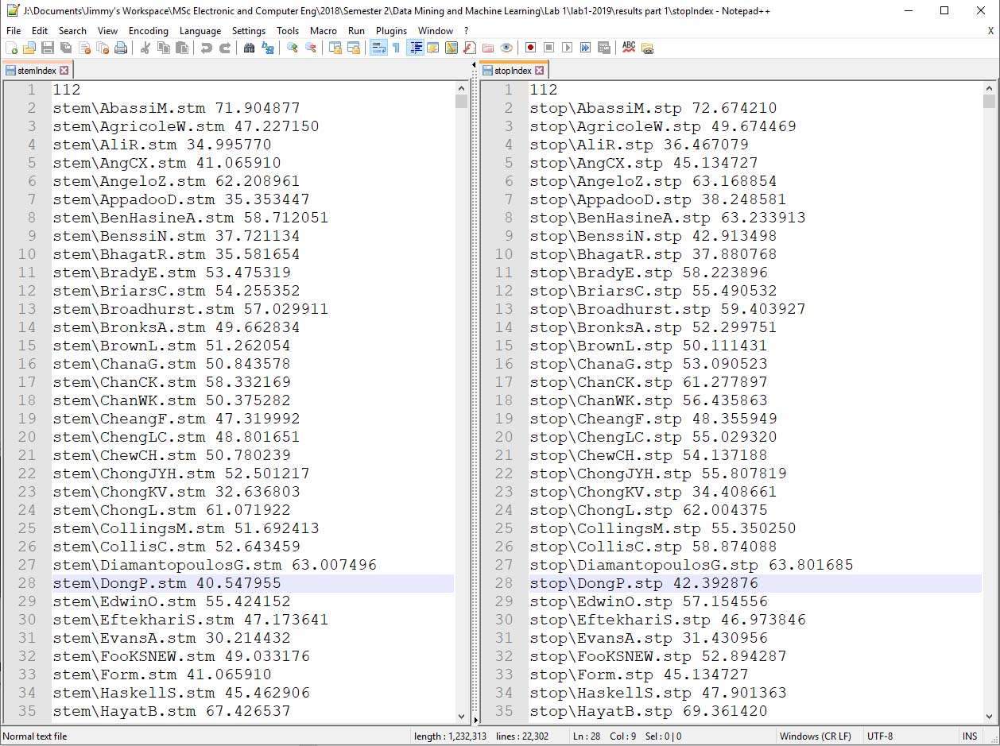 J:\Documents\Jimmy's Workspace\MSc Electronic and Computer Eng\2018\Semester 2\Data Mining and Machine Learning\Lab 1\lab1-2019\results part 1\stopIndex - Notepad++
File Edit Search View Encoding Language Settings Tools Macro Run Plugins Window ? X
ABC
stemIndex
1 112
2 stem\AbassiM.stm 71.904877
3 stem\AgricoleW.stm 47.227150
4 stem\AliR.stm 34.995770
5 stem\AngCX.stm 41.065910
6 stem\AngeloZ.stm 62.208961
7 stem\AppadooD.stm 35.353447
8 stem\BenHasineA.stm 58.712051
9 stem\BenssiN.stm 37.721134
10 stem\BhagatR.stm 35.581654
11 stem\BradyE.stm 53.475319
12 stem\BriarsC.stm 54.255352
13 stem\Broadhurst.stm 57.029911
14 stem\BronksA.stm 49.662834
15 stem\BrownL.stm 51.262054
16 stem\ChanaG.stm 50.843578
17 stem\ChanCK.stm 58.332169
18 stem\ChanWK.stm 50.375282
19 stem\CheangF.stm 47.319992
20 stem\ChengLC.stm 48.801651
21 stem\ChewCH.stm 50.780239
22 stem\ChongJYH.stm 52.501217
23 stem\ChongKV.stm 32.636803
24 stem\ChongL.stm 61.071922
25 stem\CollingsM.stm 51.692413
26 stem\CollisC.stm 52.643459
27 stem\DiamantopoulosG.stm 63.007496
28 stem\DongP.stm 40.547955
29 stem\EdwinO.stm 55.424152
30 stem\EftekhariS.stm 47.173641
31 stem\EvansA.stm 30.214432
32 stem\FooKSNEW.stm 49.033176
33 stem\Form.stm 41.065910
34 stem\HaskellS.stm 45.462906
35 stem\HayatB.stm 67.426537
stopIndex
1 112
2 stop\AbassiM.stp 72.674210
3 stop\AgricoleW.stp 49.674469
4 stop\AliR.stp 36.467079
5 stop\AngCX.stp 45.134727
6 stop\AngeloZ.stp 63.168854
7 stop\AppadooD.stp 38.248581
8 stop\BenHasineA.stp 63.233913
9 stop\BenssiN.stp 42.913498
10 stop\BhagatR.stp 37.880768
11 stop\BradyE.stp 58.223896
12 stop\BriarsC.stp 55.490532
13 stop\Broadhurst.stp 59.403927
14 stop\BronksA.stp 52.299751
15 stop\BrownL.stp 50.111431
16 stop\ChanaG.stp 53.090523
17 stop\ChanCK.stp 61.277897
18 stop\ChanWK.stp 56.435863
19 stop\CheangF.stp 48.355949
20 stop\ChengLC.stp 55.029320
21 stop\ChewCH.stp 54.137188
22 stop\ChongJYH.stp 55.807819
23 stop\ChongKV.stp 34.408661
24 stop\ChongL.stp 62.004375
25 stop\CollingsM.stp 55.350250
26 stop\CollisC.stp 58.874088
27 stop\DiamantopoulosG.stp 63.801685
28 stop\DongP.stp 42.392876
29 stop\EdwinO.stp 57.154556
30 stop\EftekhariS.stp 46.973846
31 stop\EvansA.stp 31.430956
32 stop\FooKSNEW.stp 52.894287
33 stop\Form.stp 45.134727
34 stop\HaskellS.stp 47.901363
35 stop\HayatB.stp 69.361420
Normal text file length : 1,232,313 lines : 22,302 Ln : 28 Col : 9 Sel : 0 | 0 Windows (CR LF) UTF-8 INS